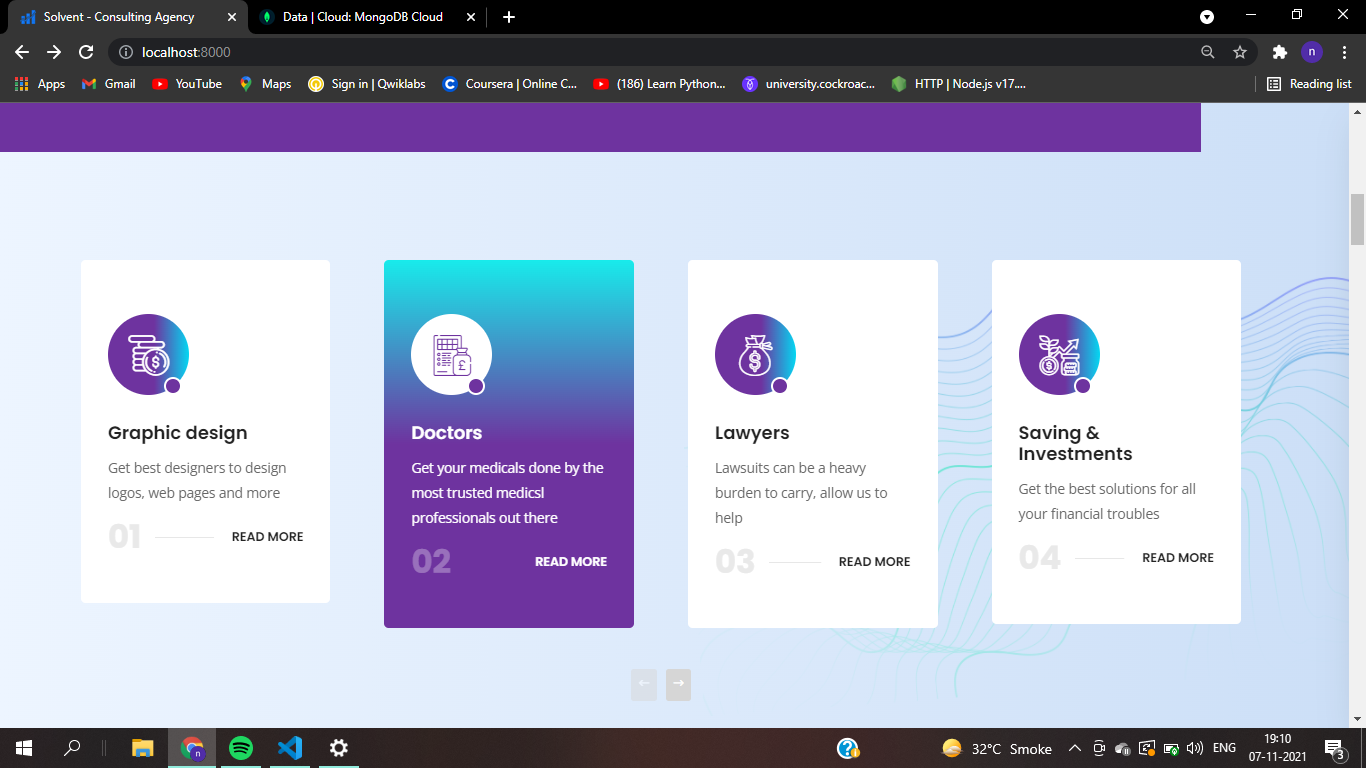 Solvent - Consulting Agency
Data | Cloud: MongoDB Cloud
localhost:8000
n
Apps
Gmail
YouTube
Maps
Sign in | Qwiklabs
Coursera | Online C...
(186) Learn Python...
university.cockroac...
HTTP | Node.js v17....
Reading list
Graphic design
Get best designers to design
logos, web pages and more
01
READ MORE
Doctors
Get your medicals done by the
most trusted medicsl
professionals out there
02
READ MORE
Lawyers
Lawsuits can be a heavy
burden to carry, allow us to
help
03
READ MORE
Saving &
Investments
Get the best solutions for all
your financial troubles
04
READ MORE
32°C Smoke
ENG
19:10
07-11-2021
3